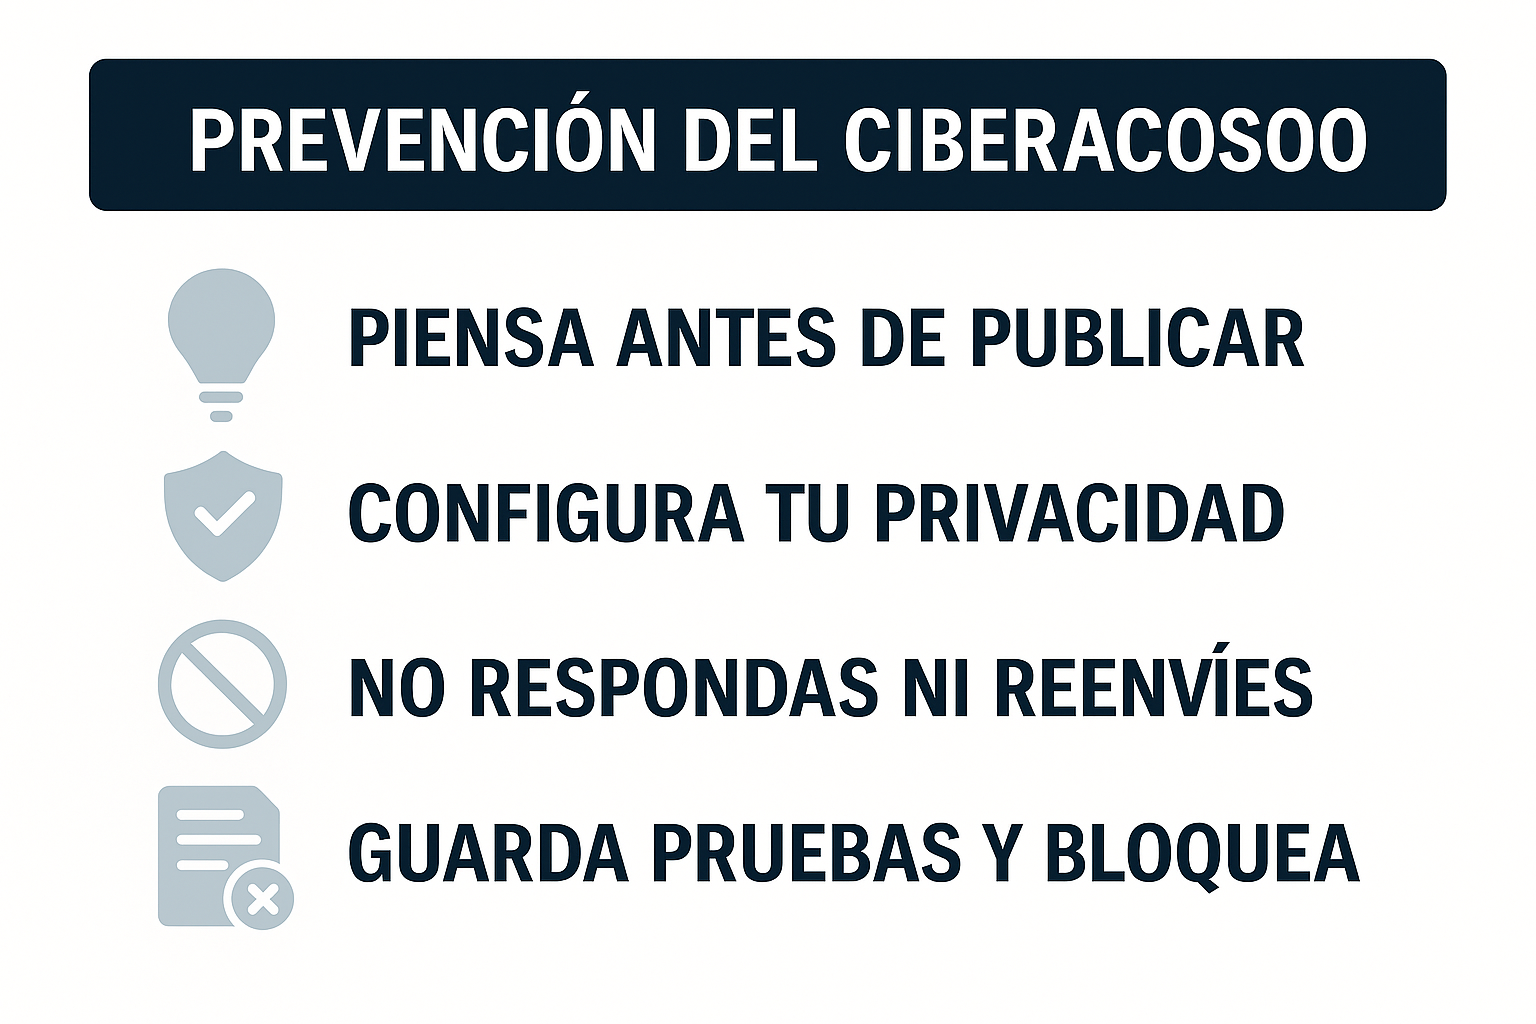 PREVENCIÓN DEL CIBERACOSOO
PIENSA ANTES DE PUBLICAR
CONFIGURA TU PRIVACIDAD
NO RESPONDAS NI REENVÍES
GUARDA PRUEBAS Y BLOQUEA